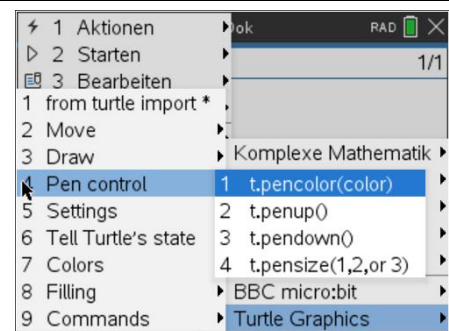 1 Aktionen
Dok RAD
2 Starten
1/1
3 Bearbeiten
1 from turtle import *
2 Move
3 Draw
Komplexe Mathematik
4 Pen control
1 t.pencolor(color)
5 Settings
2 t.penup()
6 Tell Turtle's state
3 t.pendown()
7 Colors
4 t.pensize(1,2,or 3)
8 Filling
BBC micro:bit
9 Commands
Turtle Graphics